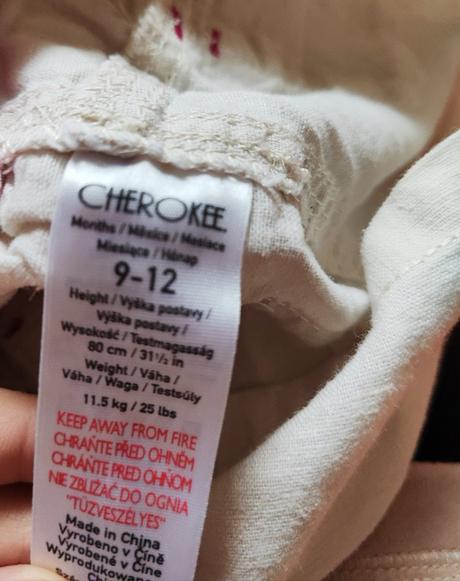 CHEROKEE
Months / Měsíce / Mesiace
Miesiące / Hónap
9-12
Height / Výška postavy /
Výška postavy /
Wysokość / Testmagasság
80 cm / 31½ in
Weight / Váha /
Váha / Waga / Testsúly
11.5 kg / 25 lbs
KEEP AWAY FROM FIRE
CHRAŇTE PŘED OHNĚM
CHRÁŇTE PRED OHŇOM
NIE ZBLIŻAĆ DO OGNIA
"TŰZVESZÉLYES"
Made in China
Vyrobeno v Číně
Vyrobené v Číne
Wyprodukowane